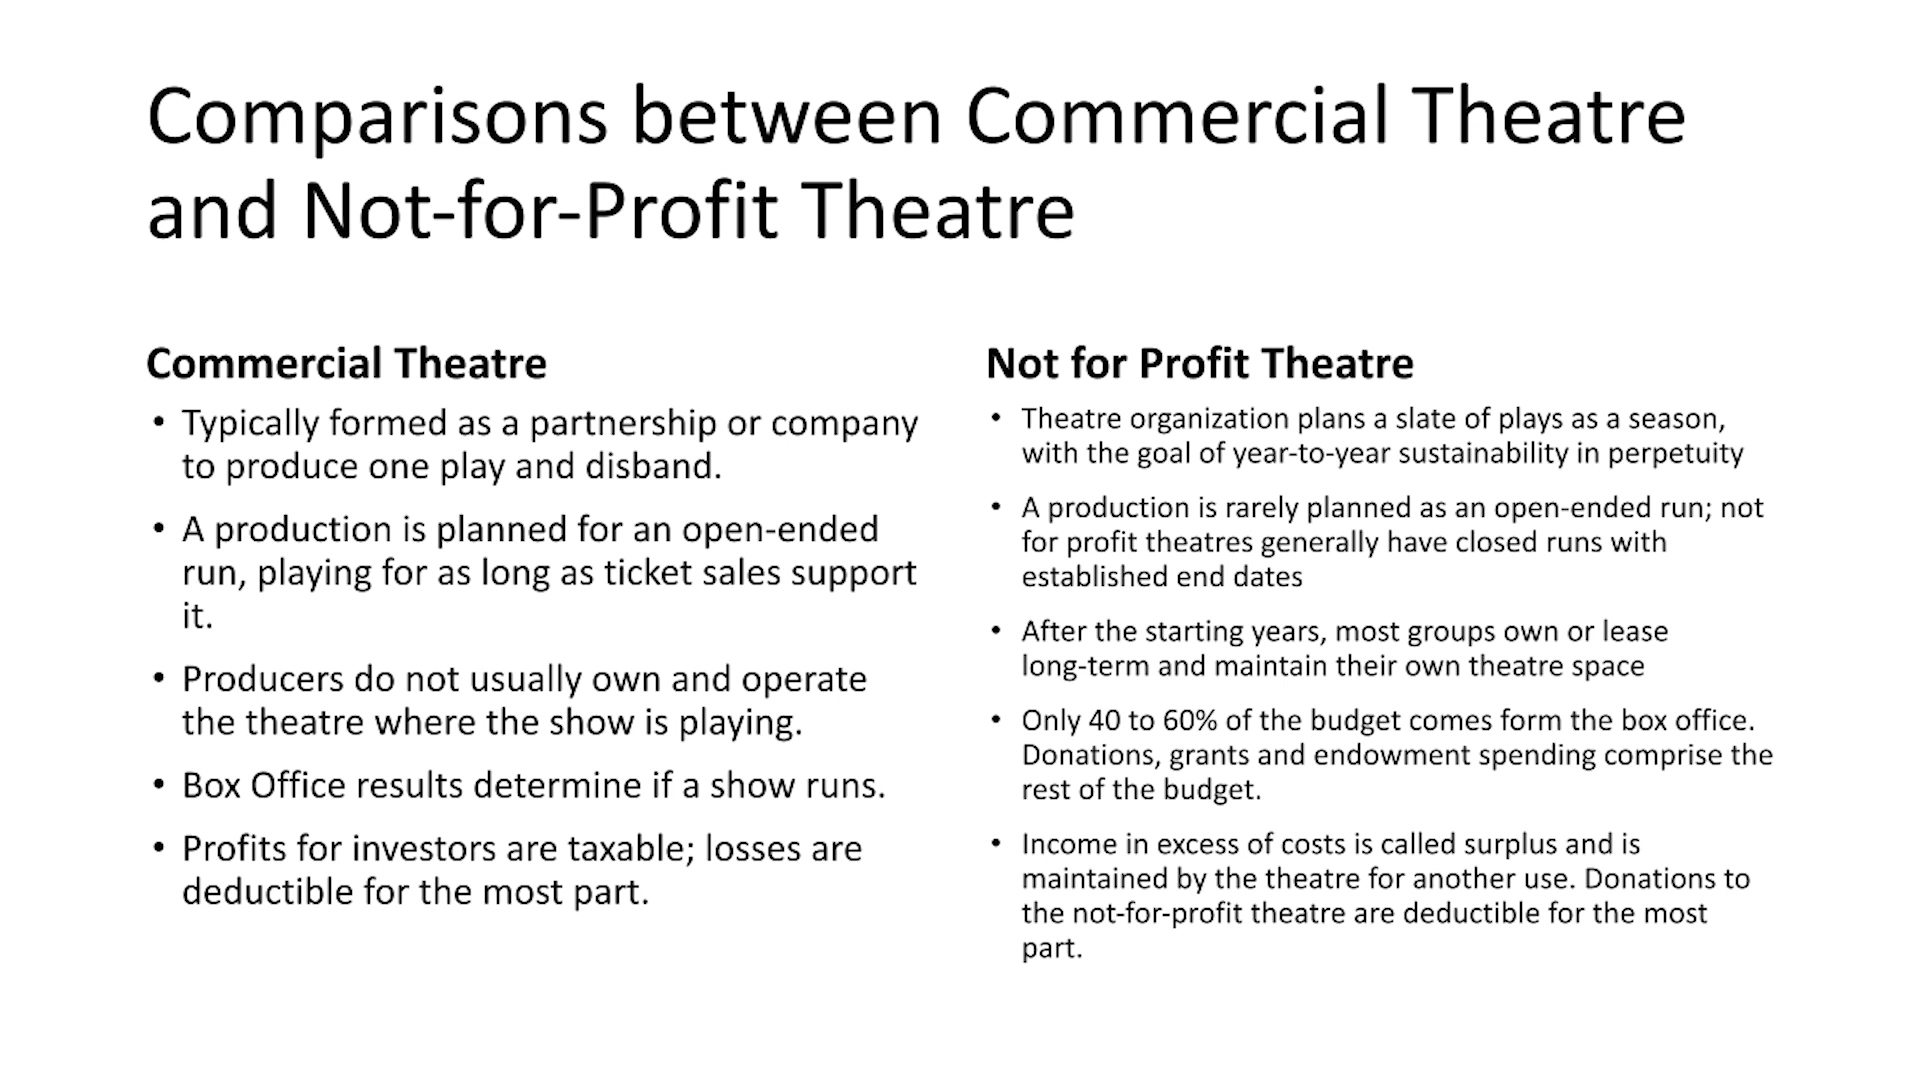 Comparisons between Commercial Theatre
and Not-for-Profit Theatre
Commercial Theatre
• Typically formed as a partnership or company
to produce one play and disband.
• A production is planned for an open-ended
run, playing for as long as ticket sales support
it.
• Producers do not usually own and operate
the theatre where the show is playing.
• Box Office results determine if a show runs.
• Profits for investors are taxable; losses are
deductible for the most part.
Not for Profit Theatre
• Theatre organization plans a slate of plays as a season,
with the goal of year-to-year sustainability in perpetuity
• A production is rarely planned as an open-ended run; not
for profit theatres generally have closed runs with
established end dates
• After the starting years, most groups own or lease
long-term and maintain their own theatre space
• Only 40 to 60% of the budget comes form the box office.
Donations, grants and endowment spending comprise the
rest of the budget.
• Income in excess of costs is called surplus and is
maintained by the theatre for another use. Donations to
the not-for-profit theatre are deductible for the most
part.